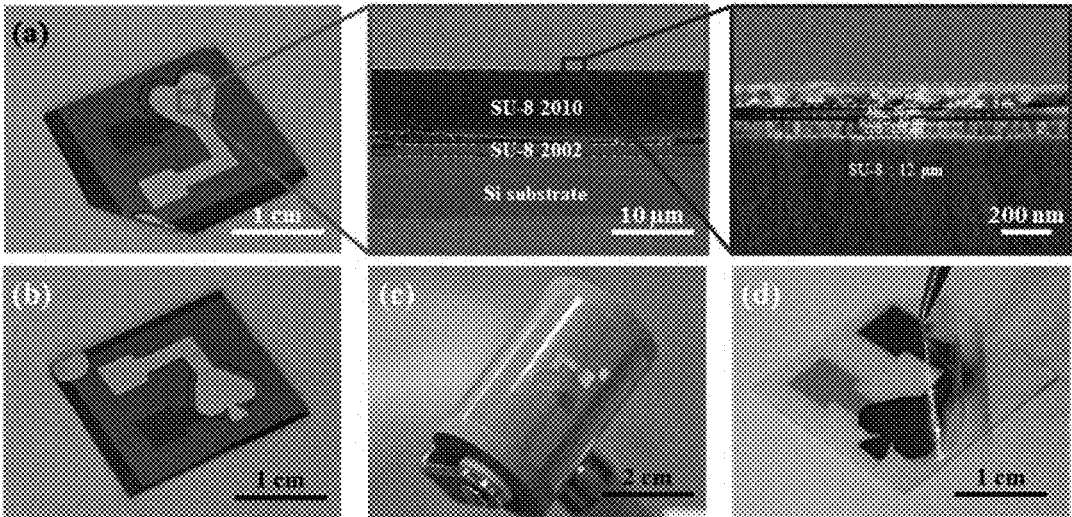 (a)
SU-8 2010
SU-8 2002
Si substrate
1 cm
10 μm
SU-8 : 12 μm
200 nm
(b)
1 cm
(c)
2 cm
(d)
1 cm